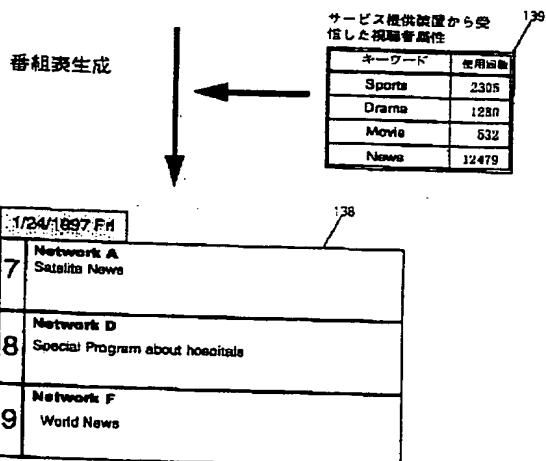 サービス提供装置から受
信した視聴者属性
139
番組表生成
キーワード 使用回数
Sports 2305
Drama 1280
Movie 532
News 12479
138
1/24/1997 Fri
7 Network A
Satelite News
8 Network D
Special Program about hospitals
9 Network F
World News